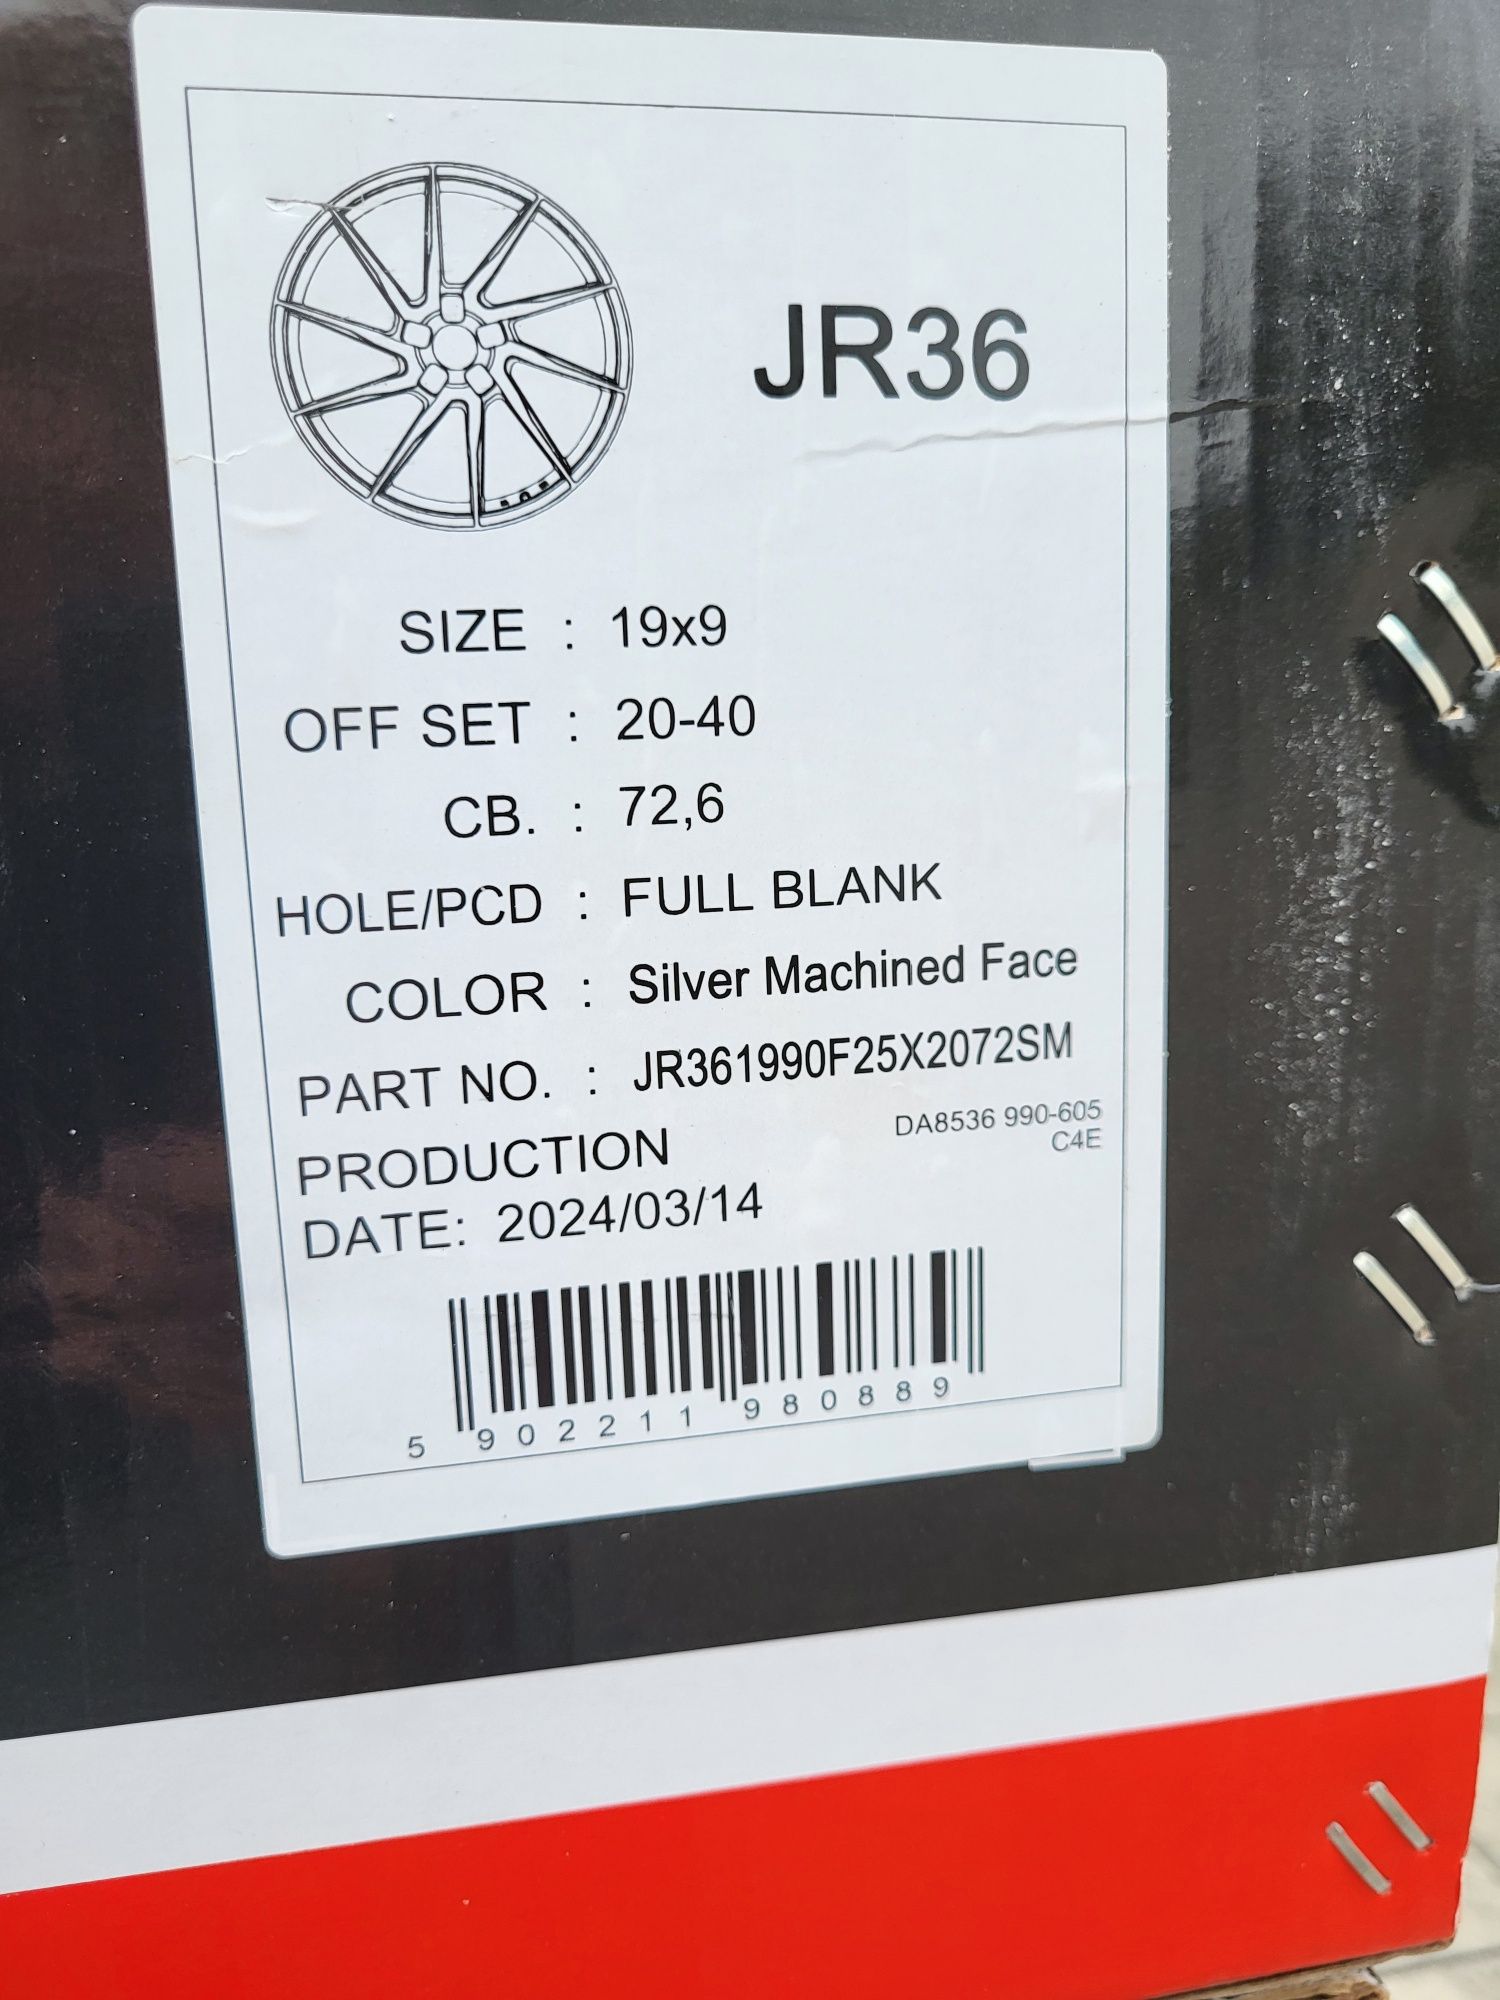 JR36
SIZE : 19x9
OFF SET : 20-40
CB. : 72,6
HOLE/PCD : FULL BLANK
COLOR : Silver Machined Face
PART NO. : JR361990F25X2072SM
DA8536 990-605
C4E
PRODUCTION
DATE: 2024/03/14
5 902211 980889